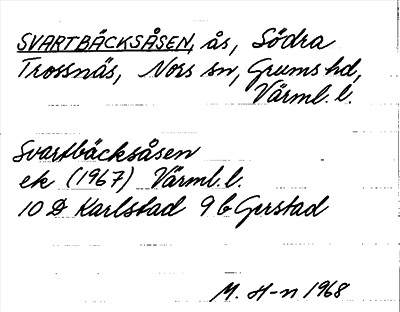 SVARTBÄCKSÅSEN, ås, Södra
Trossnäs, Nors sn, Grums hd,
Värml. l.
Svartbäcksåsen
ek (1967) Värml. l.
10 D Karlstad 9 b Gerstad
M. H-n 1968